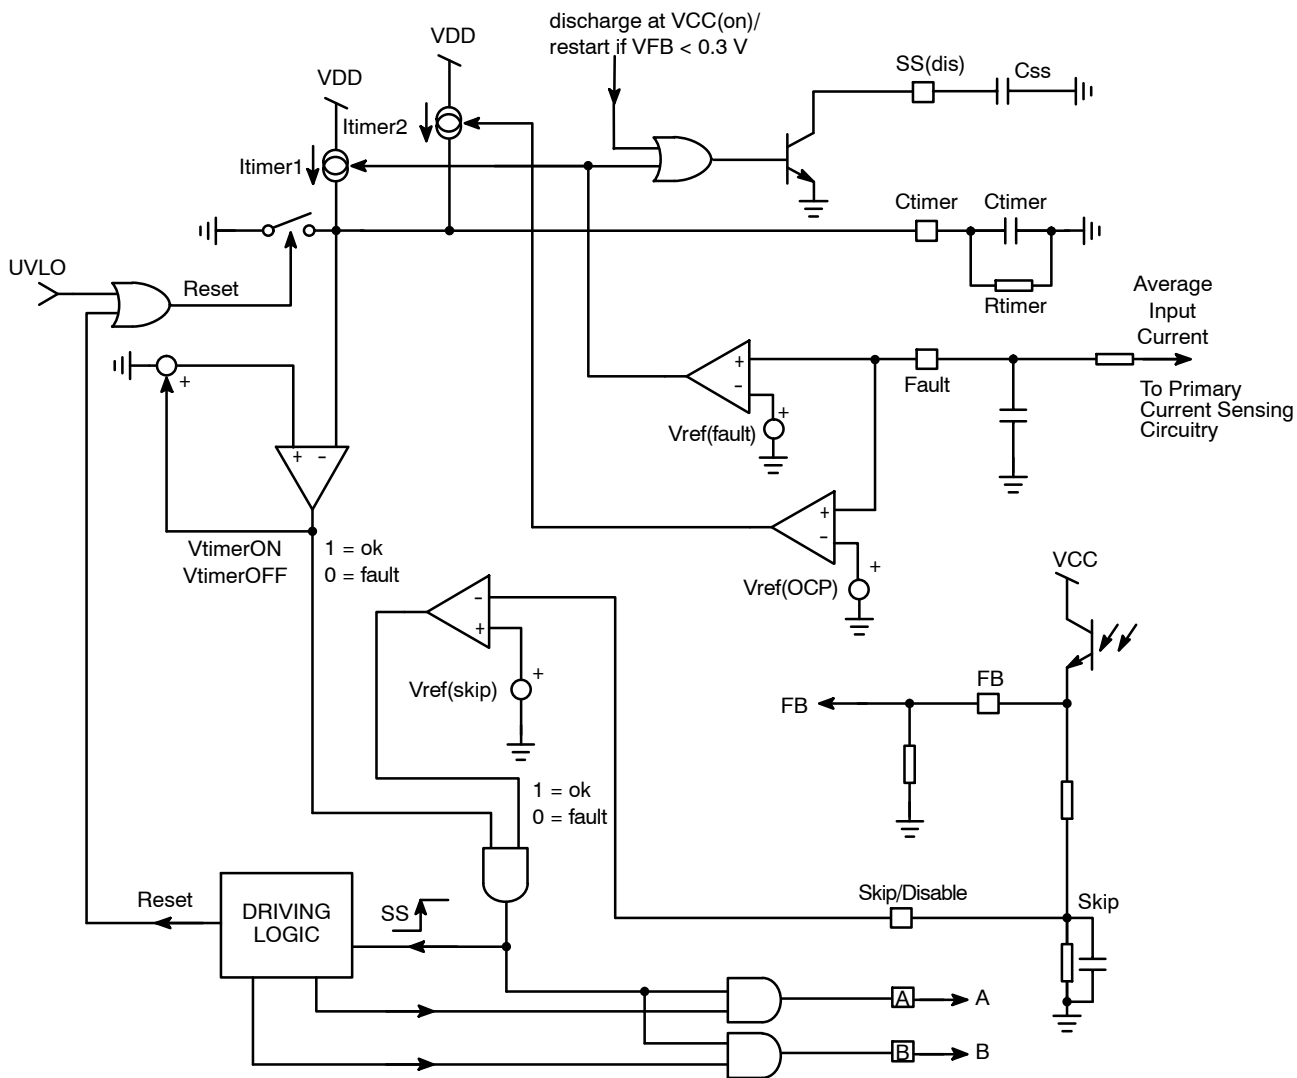 discharge at VCC(on)/
restart if VFB < 0.3 V
VDD
VDD
SS(dis)
Css
Itimer2
Itimer1
Ctimer
Ctimer
Rtimer
UVLO
Reset
Average
Input
Current
+
+
-
+
Fault
To Primary
Current Sensing
Circuitry
Vref(fault)
+ -
+
-
+
VtimerON
VtimerOFF
1 = ok
0 = fault
Vref(OCP)
VCC
-
+
+
Vref(skip)
FB
FB
1 = ok
0 = fault
Skip/Disable
Skip
Reset
DRIVING
LOGIC
SS
A
A
B
B